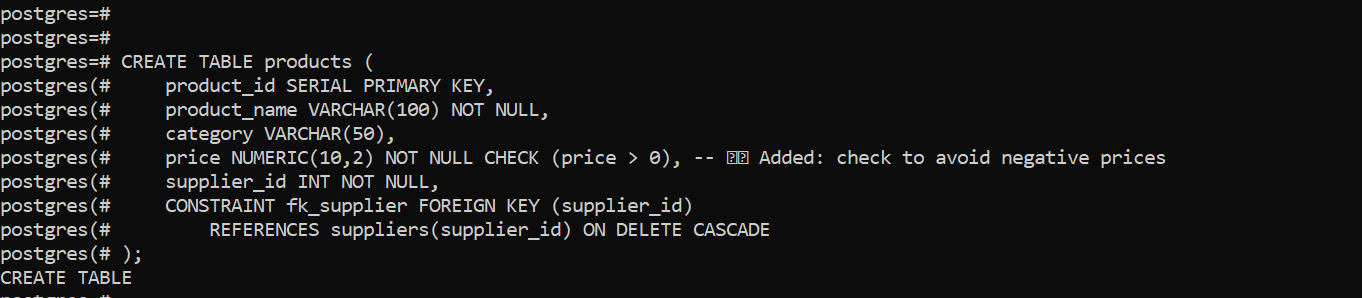 postgres=#
postgres=#
postgres=# CREATE TABLE products (
postgres(#     product_id SERIAL PRIMARY KEY,
postgres(#     product_name VARCHAR(100) NOT NULL,
postgres(#     category VARCHAR(50),
postgres(#     price NUMERIC(10,2) NOT NULL CHECK (price > 0), -- Added: check to avoid negative prices
postgres(#     supplier_id INT NOT NULL,
postgres(#     CONSTRAINT fk_supplier FOREIGN KEY (supplier_id)
postgres(#         REFERENCES suppliers(supplier_id) ON DELETE CASCADE
postgres(# );
CREATE TABLE
postgres=#